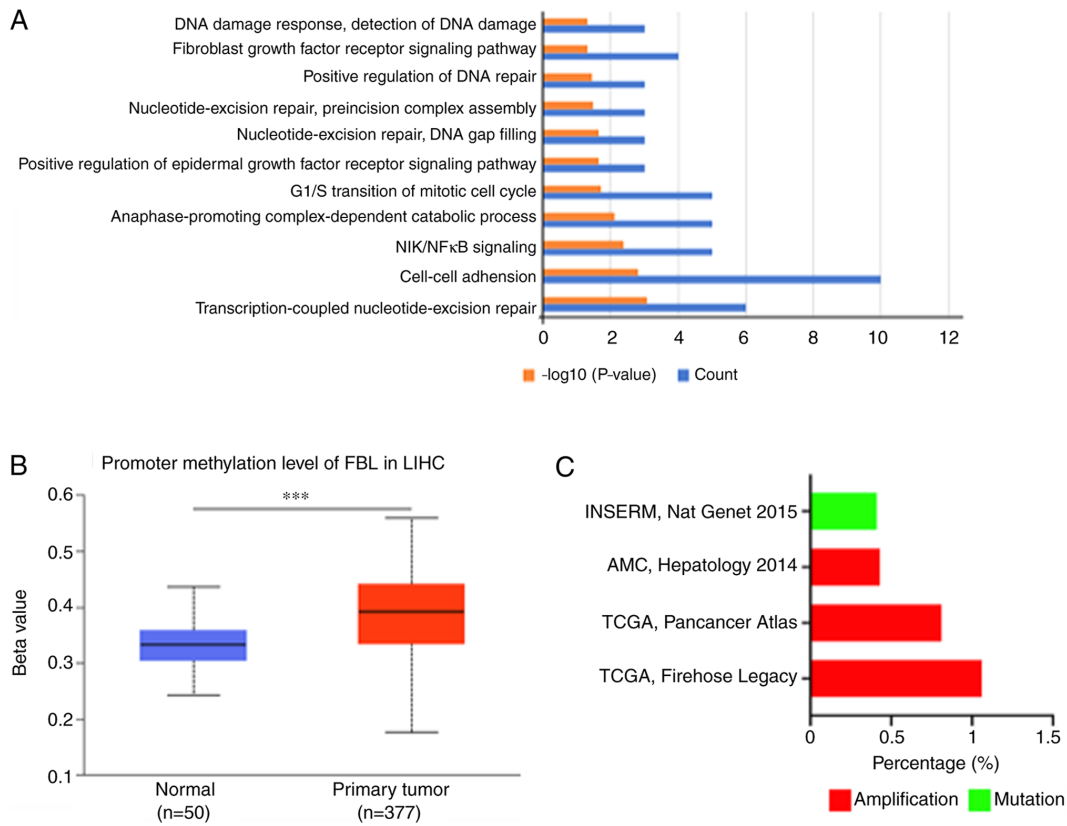 A
DNA damage response, detection of DNA damage
Fibroblast growth factor receptor signaling pathway
Positive regulation of DNA repair
Nucleotide-excision repair, preincision complex assembly
Nucleotide-excision repair, DNA gap filling
Positive regulation of epidermal growth factor receptor signaling pathway
G1/S transition of mitotic cell cycle
Anaphase-promoting complex-dependent catabolic process
NIK/NFκB signaling
Cell-cell adhension
Transcription-coupled nucleotide-excision repair
0 2 4 6 8 10 12
-log10 (P-value) Count
B
Promoter methylation level of FBL in LIHC
***
0.6
0.5
0.4
0.3
0.2
0.1
Beta value
Normal
(n=50)
Primary tumor
(n=377)
C
INSERM, Nat Genet 2015
AMC, Hepatology 2014
TCGA, Pancancer Atlas
TCGA, Firehose Legacy
0 0.5 1 1.5
Percentage (%)
Amplification Mutation